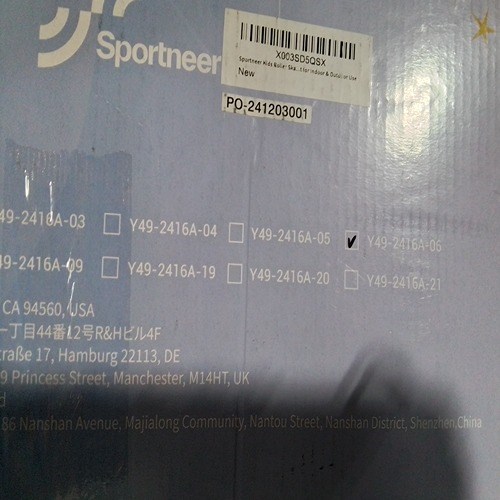 Sportneer
X003SD5QSX
Sportneer Kids Roller Ska...t for Indoor & Outdoor Use
New
PO-241203001
Y49-2416A-03 Y49-2416A-04 Y49-2416A-05 Y49-2416A-06
Y49-2416A-09 Y49-2416A-19 Y49-2416A-20 Y49-2416A-21
CA 94560, USA
一丁目44番12号R&Hビル4F
traße 17, Hamburg 22113, DE
9 Princess Street, Manchester, M14HT, UK
86 Nanshan Avenue, Majialong Community, Nantou Street, Nanshan District, Shenzhen,China